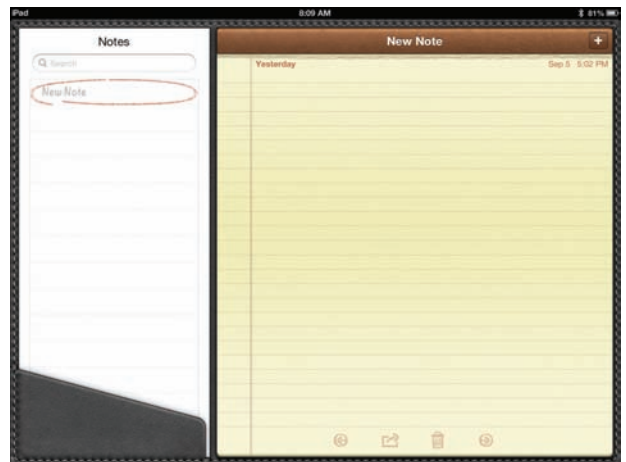 iPad 8:09 AM 81%
Notes
New Note +
Search
Yesterday Sep 5 5:02 PM
New Note